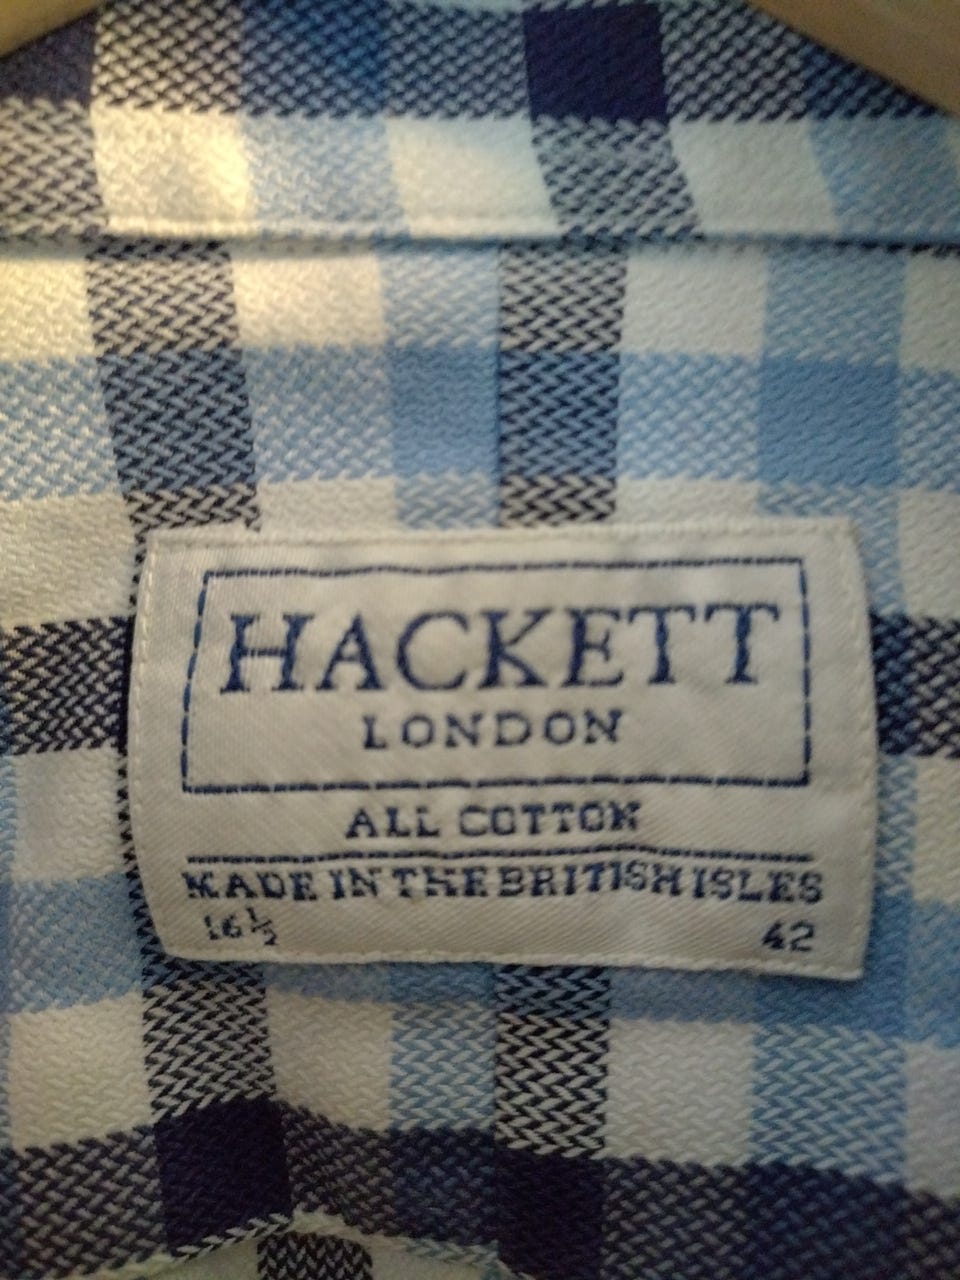 HACKETT
LONDON
ALL COTTON
MADE IN THE BRITISH ISLES
16½ 42